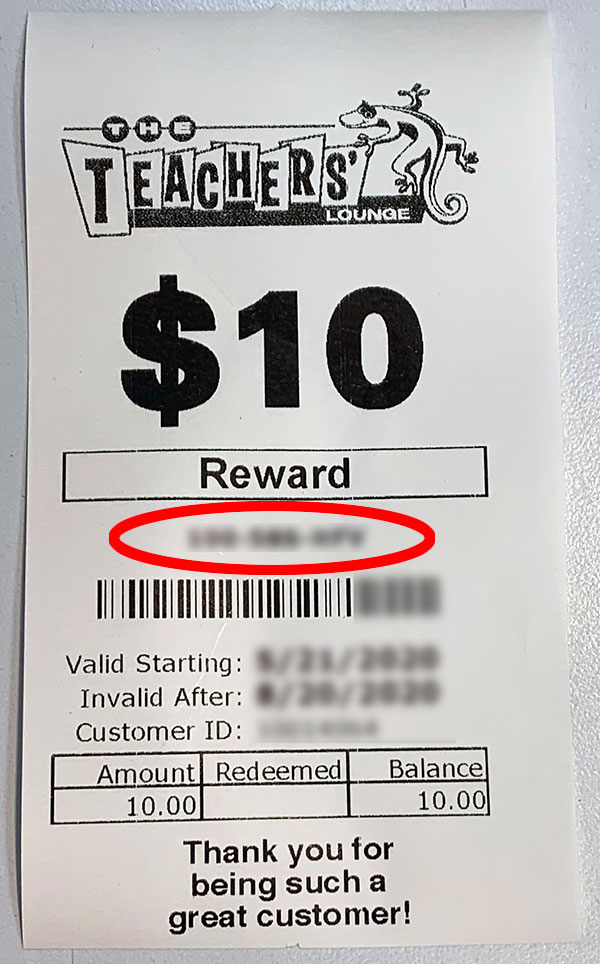 THE
TEACHERS'
LOUNGE
$10
Reward
Valid Starting:
Invalid After:
Customer ID:
Amount Redeemed Balance
10.00 10.00
Thank you for
being such a
great customer!